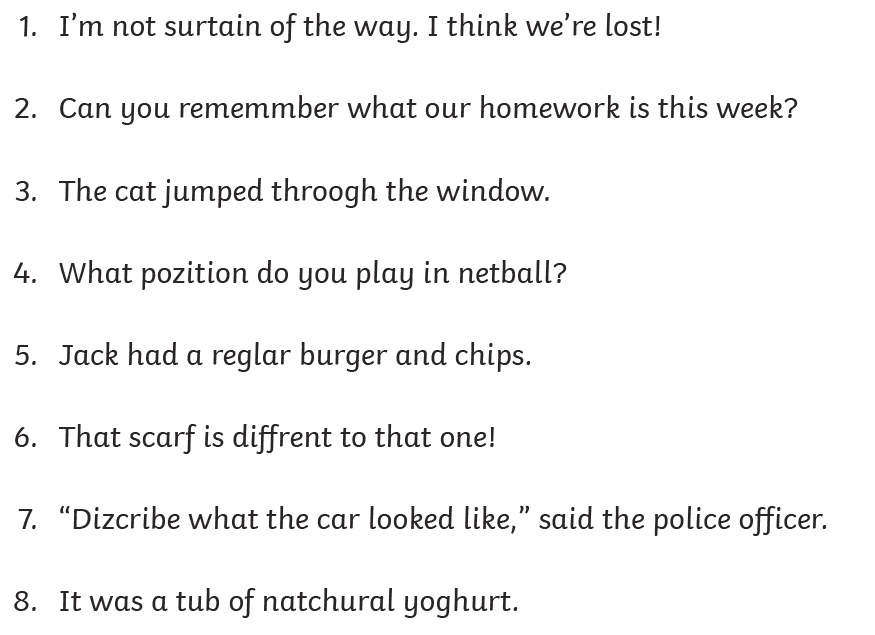 1. I’m not surtain of the way. I think we’re lost!
2. Can you rememmber what our homework is this week?
3. The cat jumped throogh the window.
4. What pozition do you play in netball?
5. Jack had a reglar burger and chips.
6. That scarf is diffrent to that one!
7. “Dizcribe what the car looked like,” said the police officer.
8. It was a tub of natchural yoghurt.